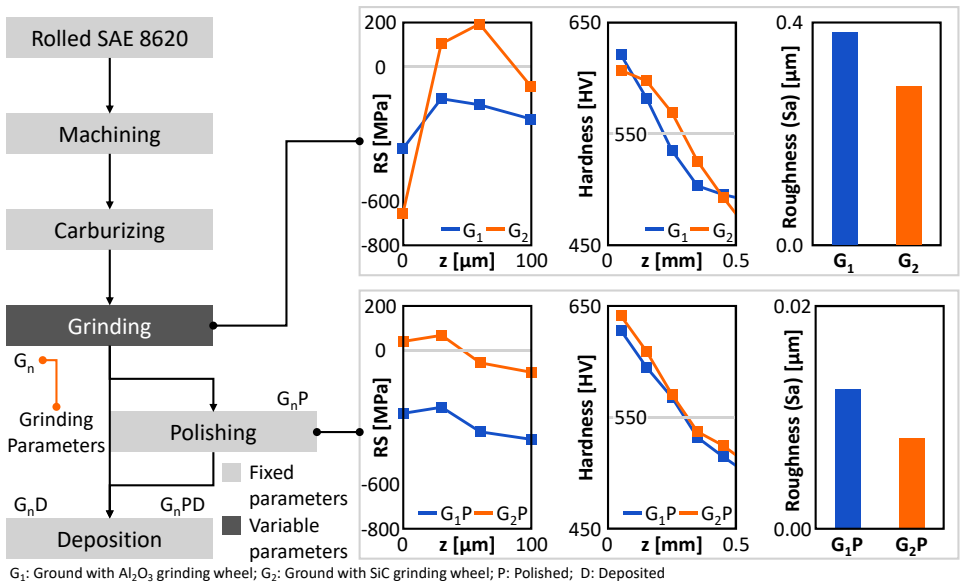 Rolled SAE 8620
Machining
Carburizing
Grinding
Gₙ
Grinding
Parameters
GₙP
Polishing
Fixed
parameters
Variable
parameters
GₙD
GₙPD
Deposition
RS [MPa]
200
0
-600
-800
G₁ G₂
0 100
z [µm]
Hardness [HV]
650
550
450
G₁ G₂
0 0.5
z [mm]
Roughness (Sa) [µm]
0.4
0.0
G₁ G₂
RS [MPa]
200
0
-600
-800
G₁P G₂P
0 100
z [µm]
Hardness [HV]
650
550
450
G₁P G₂P
0 0.5
z [mm]
Roughness (Sa) [µm]
0.02
0.00
G₁P G₂P
G₁: Ground with Al₂O₃ grinding wheel; G₂: Ground with SiC grinding wheel; P: Polished; D: Deposited